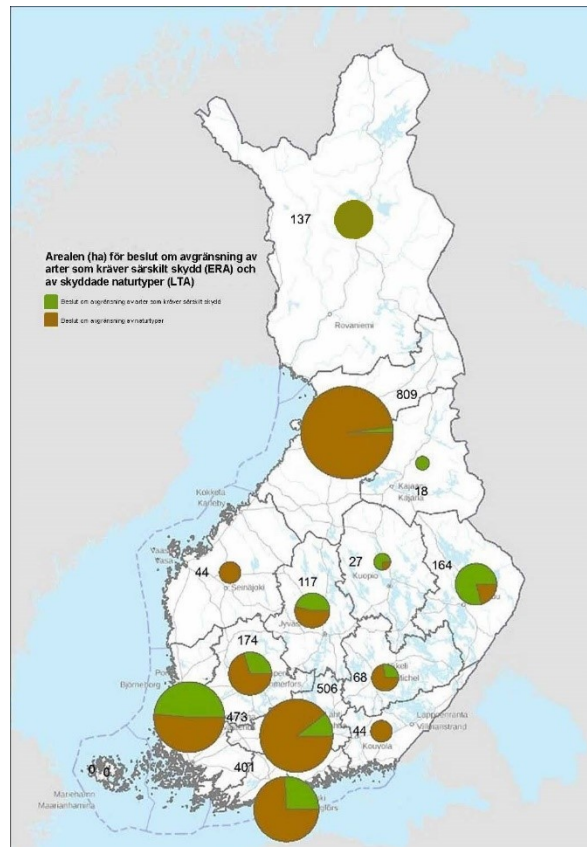 137
Arealen (ha) för beslut om avgränsning av
arter som kräver särskilt skydd (ERA) och
av skyddade naturtyper (LTA)
Beslut om avgränsning av arter som kräver särskilt skydd
Beslut om avgränsning av naturtyper
Rovaniemi
809
Kajaani
Kajana
18
Kokkola
Karleby
Vaasa
Vasa
44
Seinäjoki
117
27
Kuopio
164
Jyväs
174
Björneborg
506
68
473
44
Kouvola
Lappeenranta
Villmanstrand
401
0
0
Mariehamn
Maarianhamina